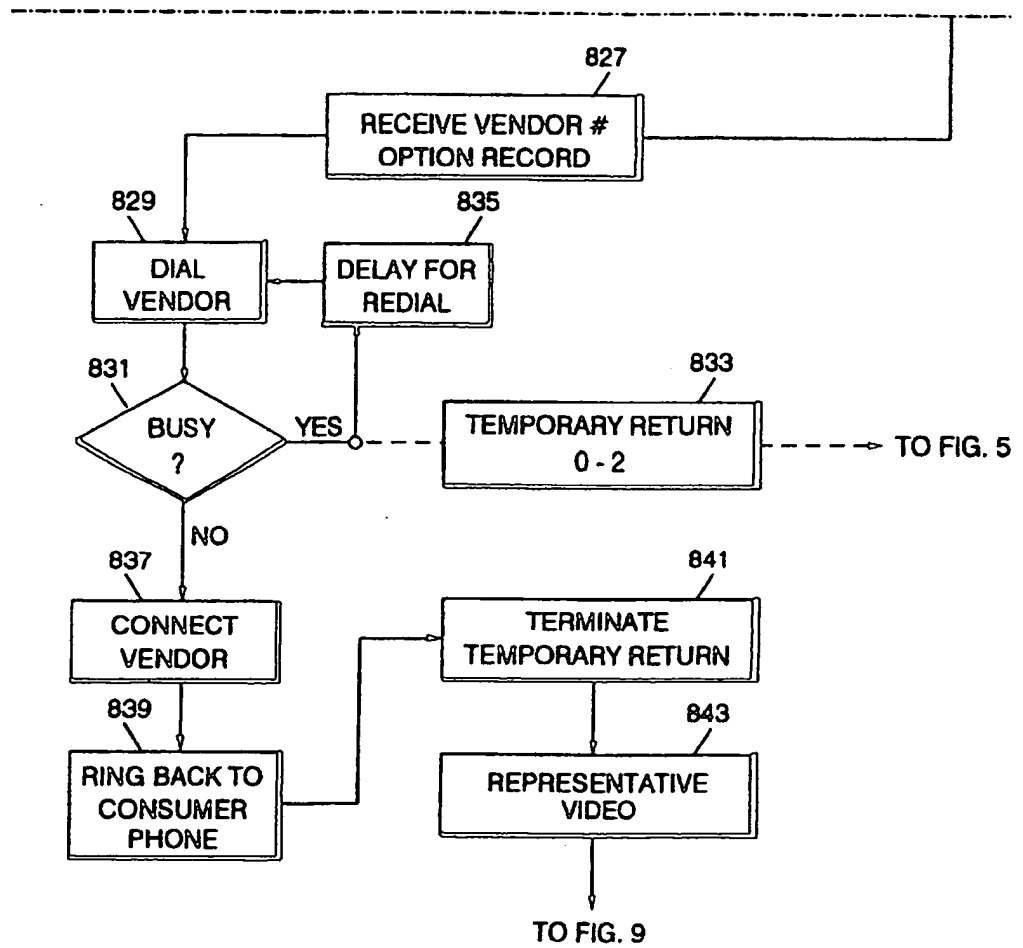 827
RECEIVE VENDOR #
OPTION RECORD
829
DIAL
VENDOR
835
DELAY FOR
REDIAL
831
BUSY
?
YES
833
TEMPORARY RETURN
0 - 2
TO FIG. 5
NO
837
CONNECT
VENDOR
841
TERMINATE
TEMPORARY RETURN
839
RING BACK TO
CONSUMER
PHONE
843
REPRESENTATIVE
VIDEO
TO FIG. 9